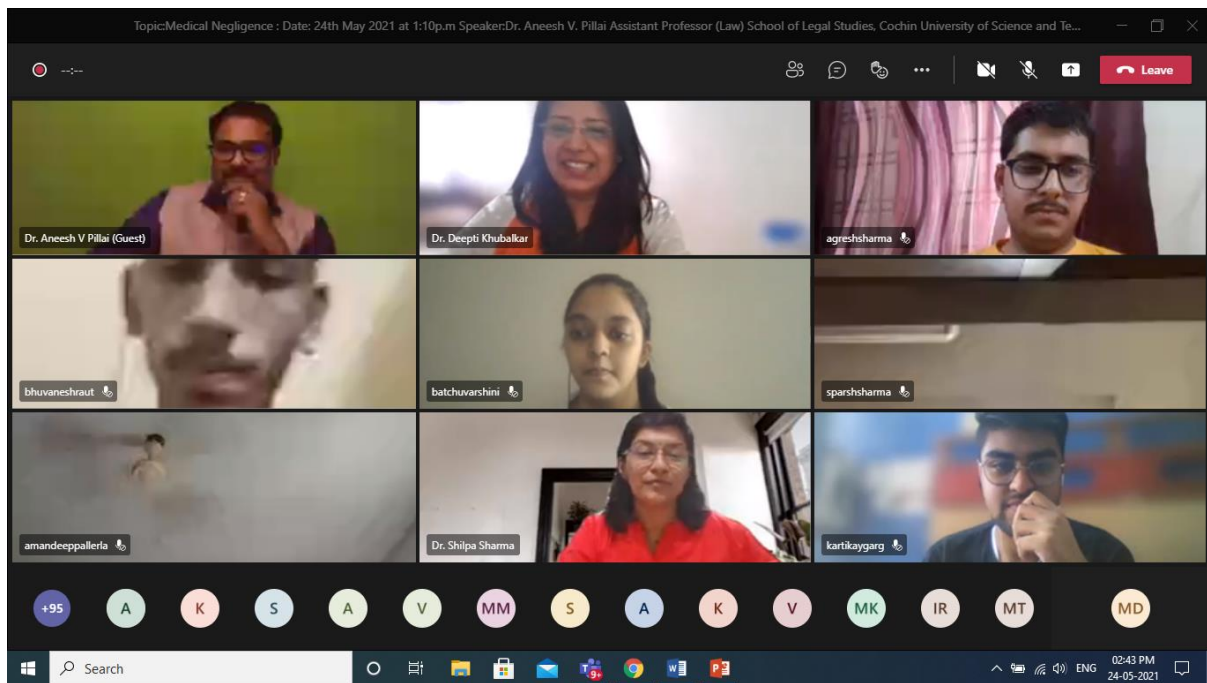 Topic:Medical Negligence : Date: 24th May 2021 at 1:10p.m Speaker:Dr. Aneesh V. Pillai Assistant Professor (Law) School of Legal Studies, Cochin University of Science and Te...
--:--
Leave
Dr. Aneesh V Pillai (Guest)
Dr. Deepti Khubalkar
agreshsharma
bhuvaneshraut
batchuvarshini
sparshsharma
amandeeppallerla
Dr. Shilpa Sharma
kartikaygarg
+95 A K S A V MM S A K V MK IR MT MD
Search
9+
ENG
02:43 PM
24-05-2021